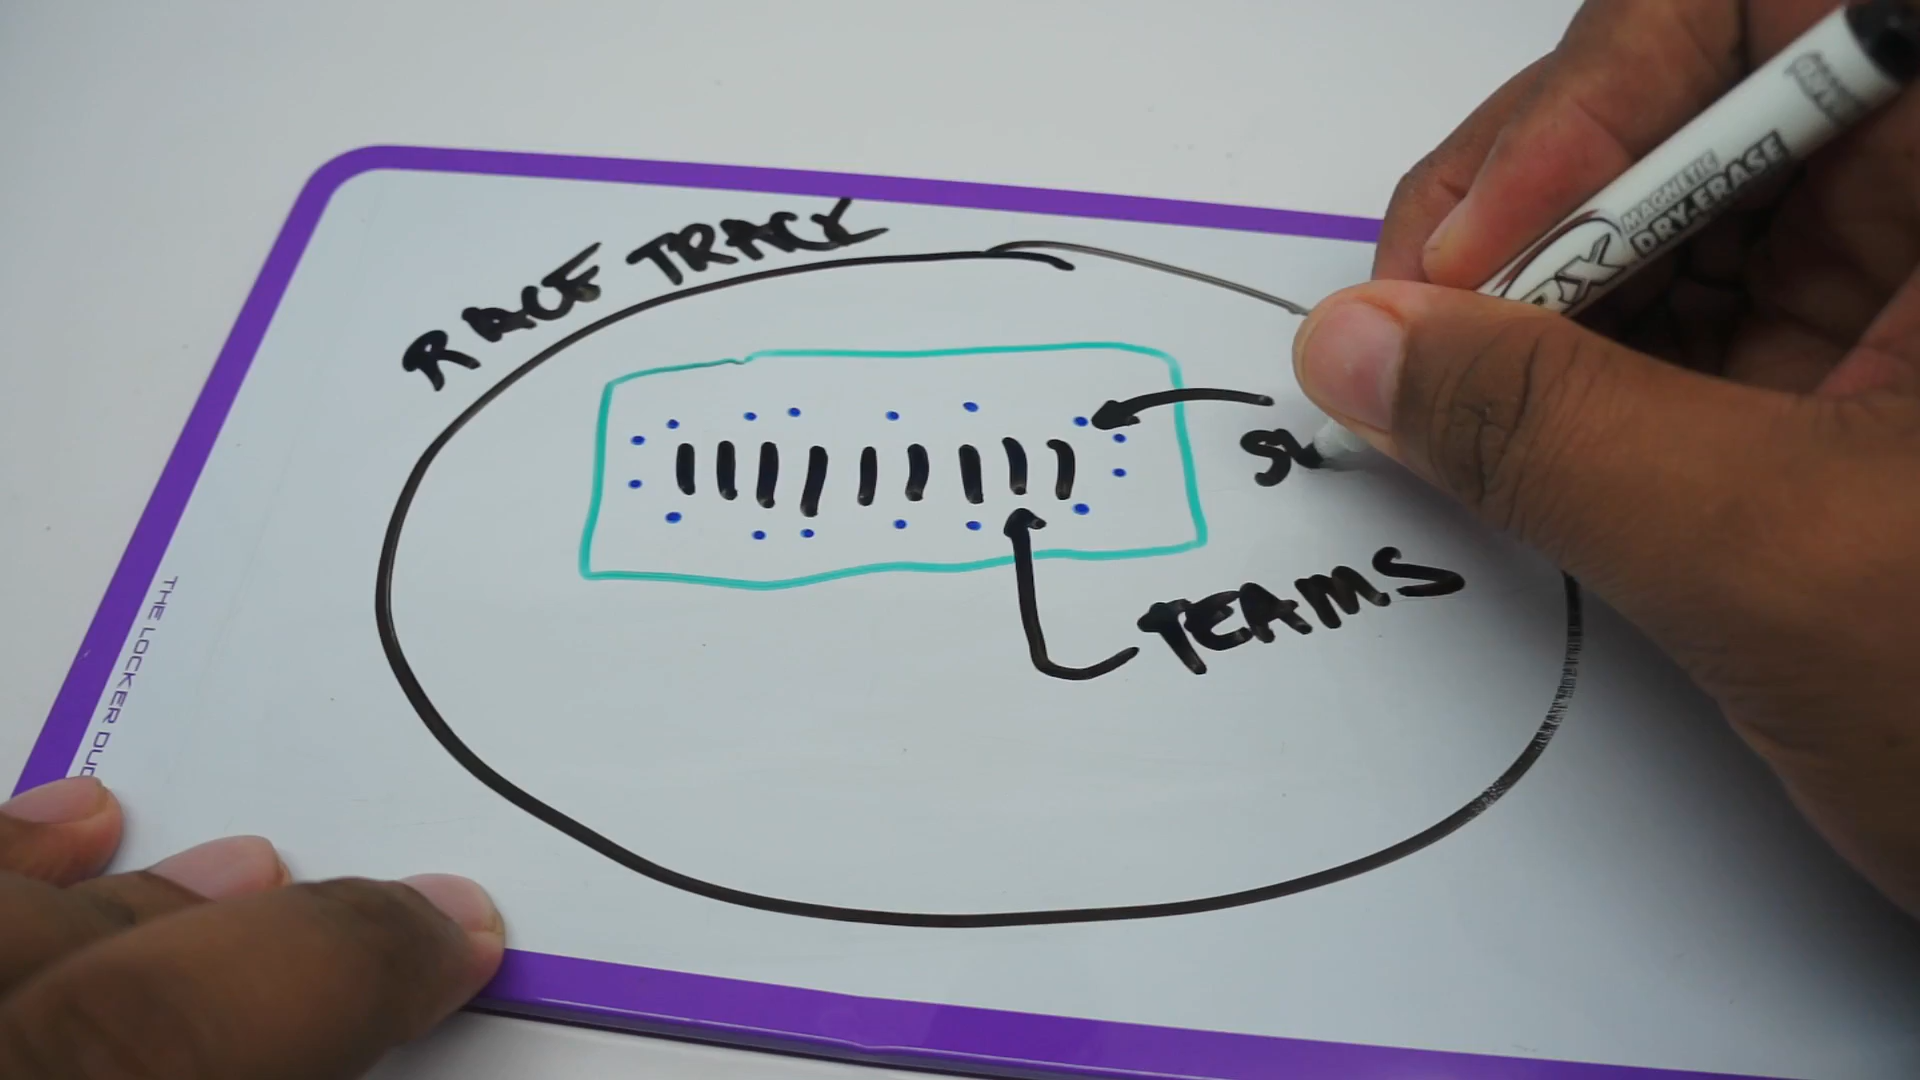 RACE TRACK
TEAMS
THE LOCKER
MAGNETIC
DRY-ERASE